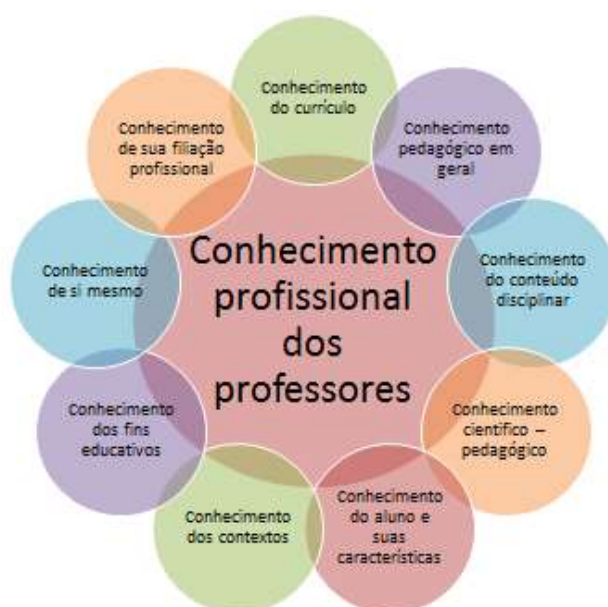 Conhecimento
do currículo
Conhecimento
pedagógico em
geral
Conhecimento
do conteúdo
disciplinar
Conhecimento
científico –
pedagógico
Conhecimento
do aluno e
suas
características
Conhecimento
dos contextos
Conhecimento
dos fins
educativos
Conhecimento
de si mesmo
Conhecimento
de sua filiação
profissional
Conhecimento
profissional
dos
professores